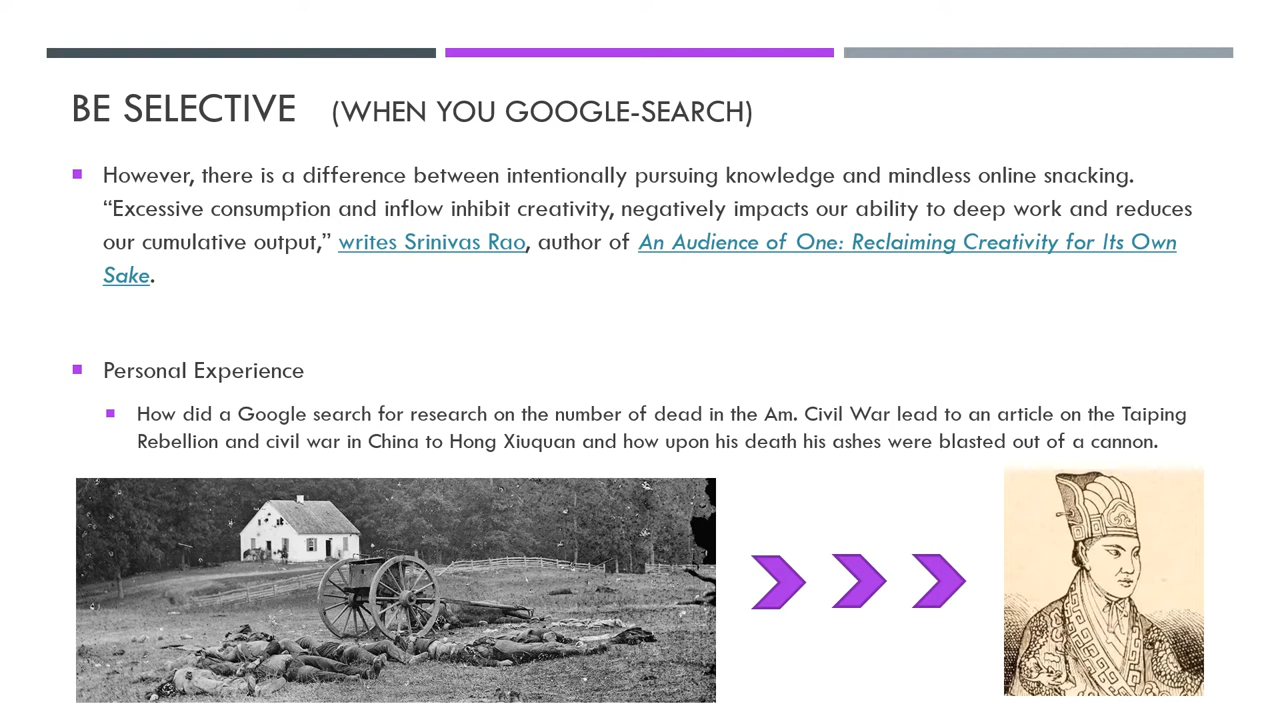 BE SELECTIVE (WHEN YOU GOOGLE-SEARCH)
However, there is a difference between intentionally pursuing knowledge and mindless online snacking.
“Excessive consumption and inflow inhibit creativity, negatively impacts our ability to deep work and reduces
our cumulative output,” writes Srinivas Rao, author of An Audience of One: Reclaiming Creativity for Its Own
Sake.
Personal Experience
How did a Google search for research on the number of dead in the Am. Civil War lead to an article on the Taiping
Rebellion and civil war in China to Hong Xiuquan and how upon his death his ashes were blasted out of a cannon.